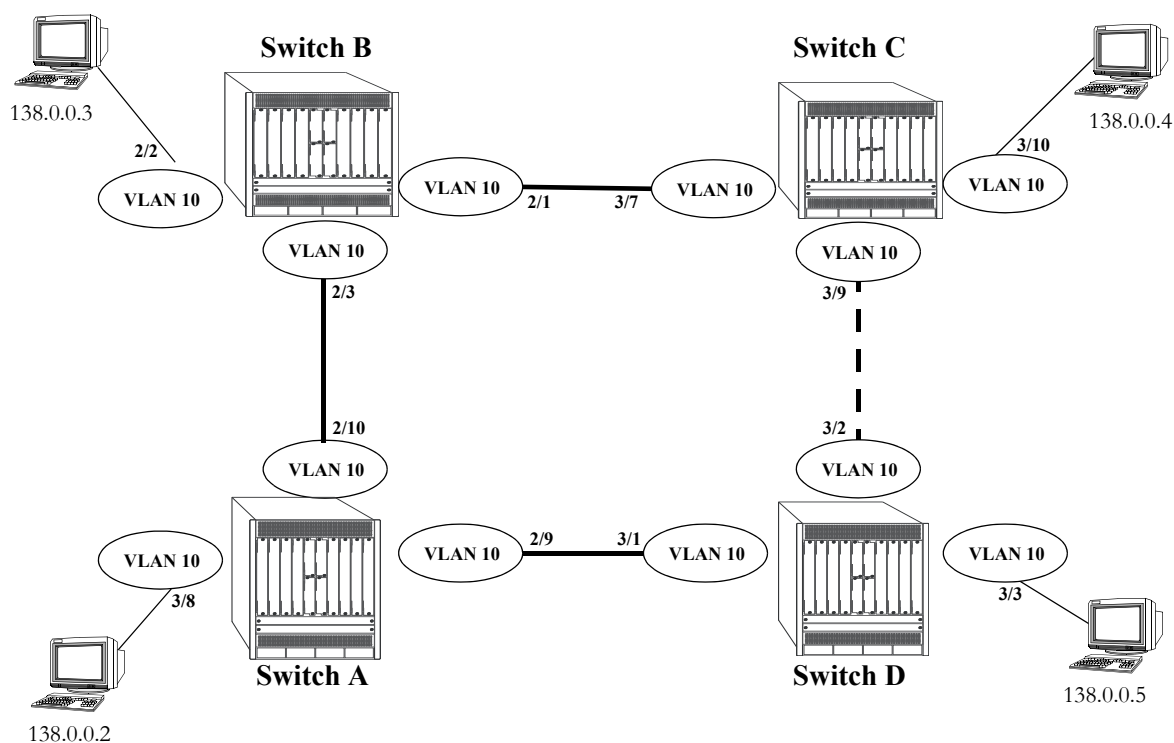 Switch B
Switch C
138.0.0.3
138.0.0.4
2/2
3/10
VLAN 10
VLAN 10
2/1
3/7
VLAN 10
VLAN 10
VLAN 10
2/3
VLAN 10
3/9
2/10
VLAN 10
3/2
VLAN 10
VLAN 10
3/8
VLAN 10
2/9
3/1
VLAN 10
VLAN 10
3/3
Switch A
Switch D
138.0.0.2
138.0.0.5